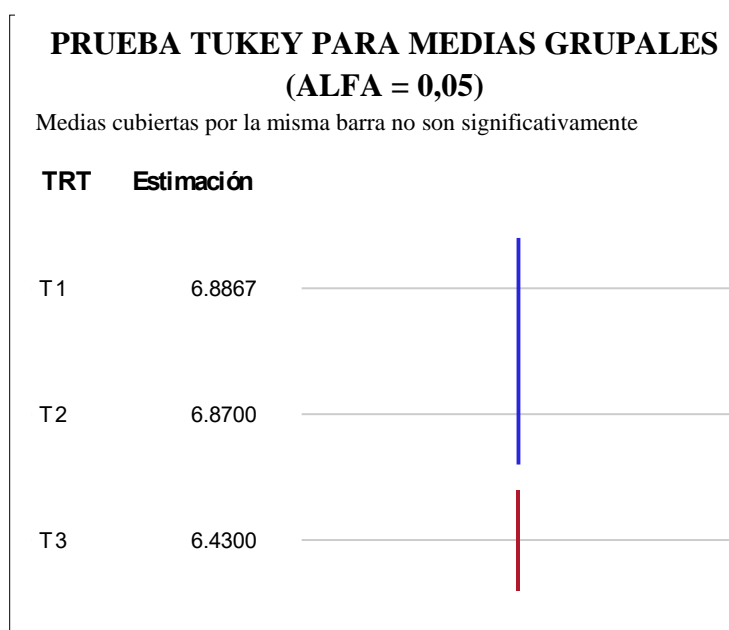 PRUEBA TUKEY PARA MEDIAS GRUPALES
(ALFA = 0,05)
Medias cubiertas por la misma barra no son significativamente
TRT Estimación
T1 6.8867
T2 6.8700
T3 6.4300